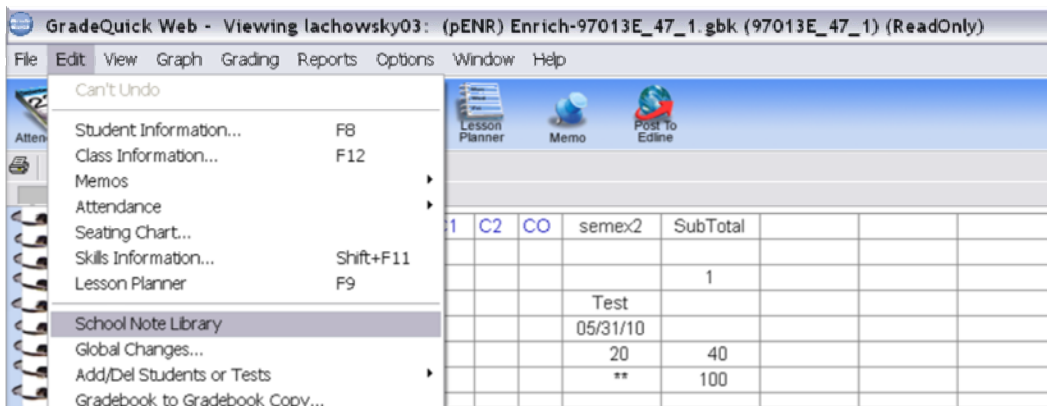 GradeQuick Web - Viewing lachowsky03: (pENR) Enrich-97013E_47_1.gbk (97013E_47_1) (ReadOnly)
File Edit View Graph Grading Reports Options Window Help
Can't Undo
Student Information... F8
Class Information... F12
Memos
Attendance
Seating Chart...
Skills Information... Shift+F11
Lesson Planner F9
School Note Library
Global Changes...
Add/Del Students or Tests
Gradebook to Gradebook Copy...
Atten
Lesson Planner
Memo
Post To Edline
C2 CO semex2 SubTotal
1
Test
05/31/10
20 40
** 100